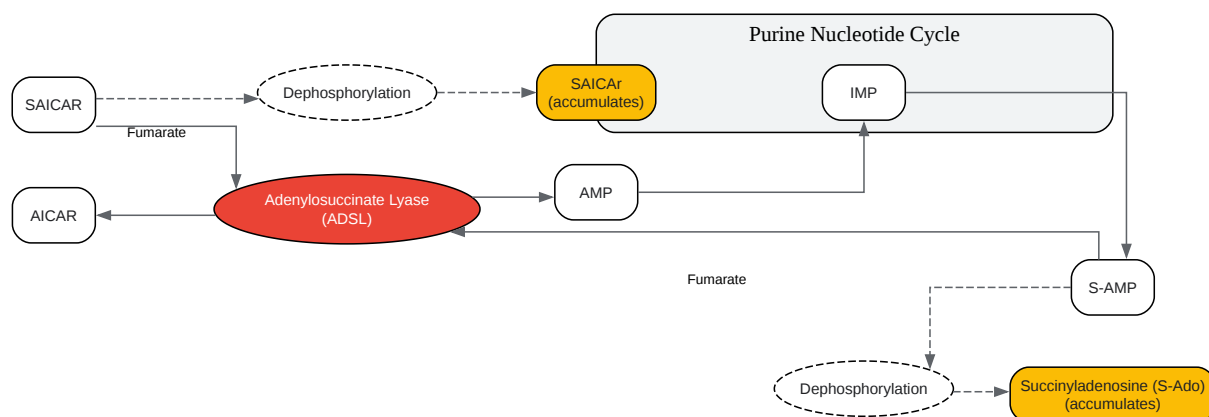 Purine Nucleotide Cycle
SAICAR
Dephosphorylation
SAICAr
(accumulates)
IMP
Fumarate
AICAR
Adenylosuccinate Lyase
(ADSL)
AMP
Fumarate
S-AMP
Dephosphorylation
Succinyladenosine (S-Ado)
(accumulates)